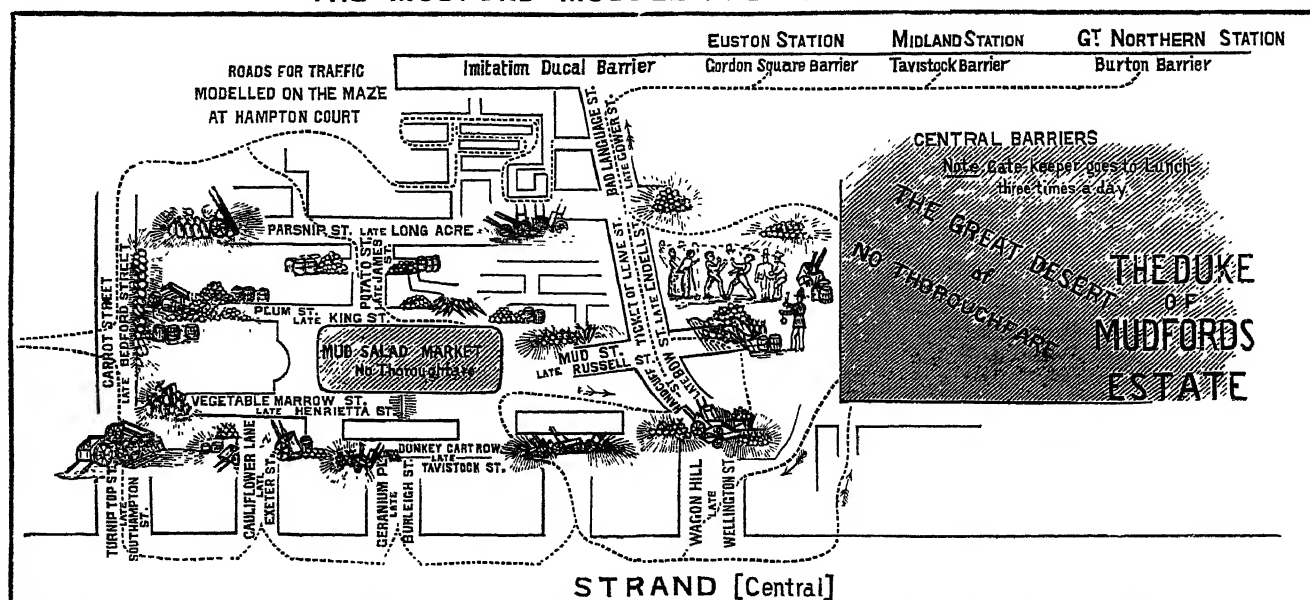 EUSTON STATION
MIDLAND STATION
GT. NORTHERN STATION
Imitation Ducal Barrier
Gordon Square Barrier
Tavistock Barrier
Burton Barrier
ROADS FOR TRAFFIC
MODELLED ON THE MAZE
AT HAMPTON COURT
BAD LANGUAGE ST.
LATE GOWER ST.
CENTRAL BARRIERS
Note Gate-keeper goes to Lunch
three times a day.
THE GREAT DESERT
of
NO THOROUGHFARE
THE DUKE
OF
MUDFORDS
ESTATE
PARSNIP ST. LATE LONG ACRE
POTATO ST.
LATE JAMES ST.
TICKET OF LEAVE ST.
LATE ENDELL ST.
CARROT STREET
LATE BEDFORD STREET
PLUM ST.
LATE KING ST.
MUD SALAD MARKET
No Thoroughfare
MUD ST.
LATE RUSSELL ST.
HANDCUFF ST.
LATE BOW ST.
VEGETABLE MARROW ST.
LATE HENRIETTA ST.
DUNKEY CART ROW
LATE
TAVISTOCK ST.
TURNIP TOP ST.
LATE
SOUTHAMPTON ST.
CAULIFLOWER LANE
LATE
EXETER ST.
GERANIUM PL.
LATE
BURLEIGH ST.
WAGON HILL
LATE
WELLINGTON ST.
STRAND [Central]